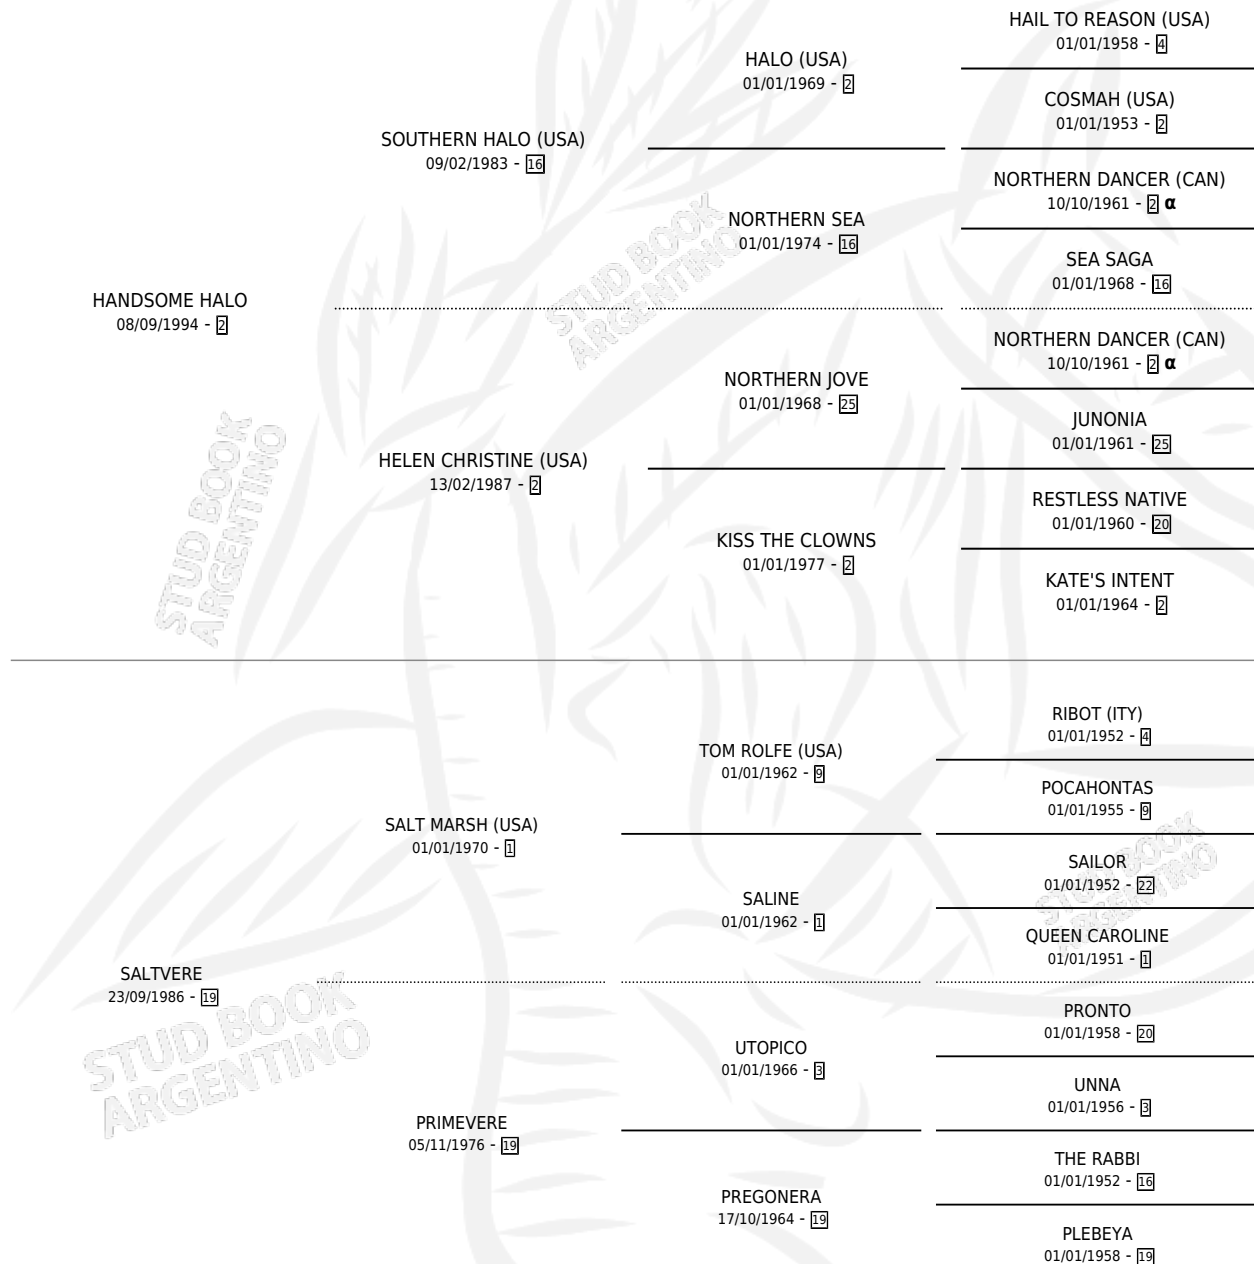 HANDSOME HALO
08/09/1994 - 2
SOUTHERN HALO (USA)
09/02/1983 - 16
HELEN CHRISTINE (USA)
13/02/1987 - 2
HALO (USA)
01/01/1969 - 2
NORTHERN SEA
01/01/1974 - 16
NORTHERN JOVE
01/01/1968 - 25
KISS THE CLOWNS
01/01/1977 - 2
HAIL TO REASON (USA)
01/01/1958 - 4
COSMAH (USA)
01/01/1953 - 2
NORTHERN DANCER (CAN)
10/10/1961 - 2 α
SEA SAGA
01/01/1968 - 16
NORTHERN DANCER (CAN)
10/10/1961 - 2 α
JUNONIA
01/01/1961 - 25
RESTLESS NATIVE
01/01/1960 - 20
KATE'S INTENT
01/01/1964 - 2
SALTVERE
23/09/1986 - 19
SALT MARSH (USA)
01/01/1970 - 1
PRIMEVERE
05/11/1976 - 19
TOM ROLFE (USA)
01/01/1962 - 9
SALINE
01/01/1962 - 1
UTOPICO
01/01/1966 - 3
PREGONERA
17/10/1964 - 19
RIBOT (ITY)
01/01/1952 - 4
POCAHONTAS
01/01/1955 - 9
SAILOR
01/01/1952 - 22
QUEEN CAROLINE
01/01/1951 - 1
PRONTO
01/01/1958 - 20
UNNA
01/01/1956 - 3
THE RABBI
01/01/1952 - 16
PLEBEYA
01/01/1958 - 19
STUD BOOK
ARGENTINO
STUD BOOK
ARGENTINO
STUD BOOK
ARGENTINO
STUD BOOK
ARGENTINO